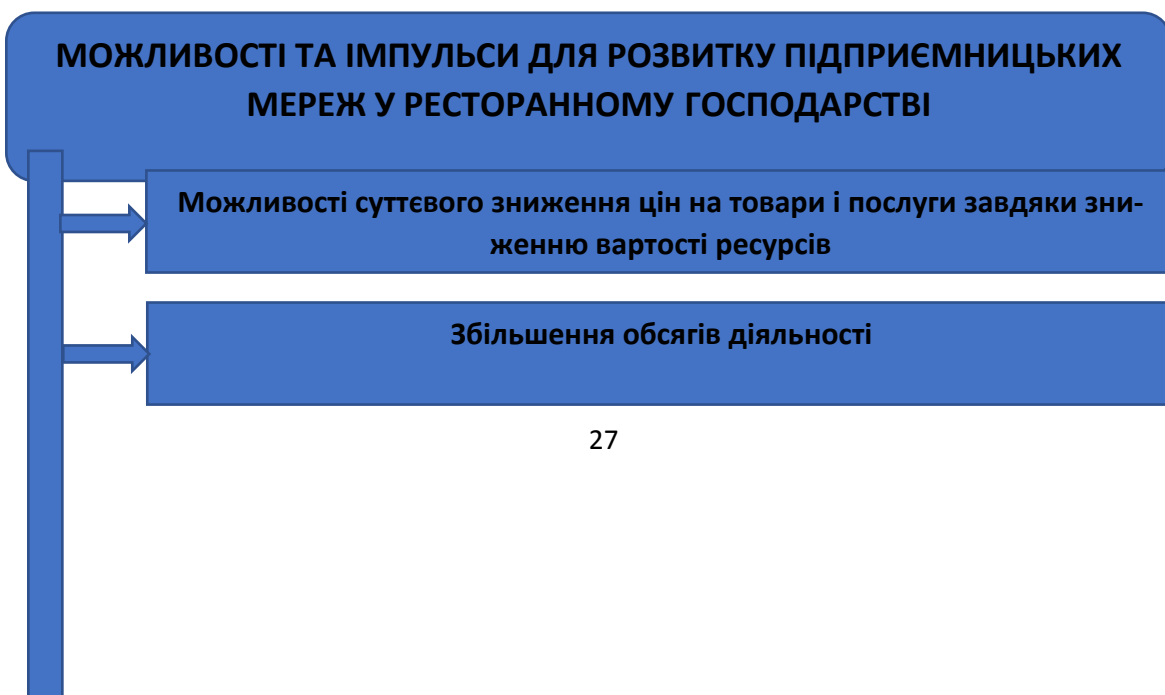 МОЖЛИВОСТІ ТА ІМПУЛЬСИ ДЛЯ РОЗВИТКУ ПІДПРИЄМНИЦЬКИХ
МЕРЕЖ У РЕСТОРАННОМУ ГОСПОДАРСТВІ
Можливості суттєвого зниження цін на товари і послуги завдяки зни-
женню вартості ресурсів
Збільшення обсягів діяльності
27